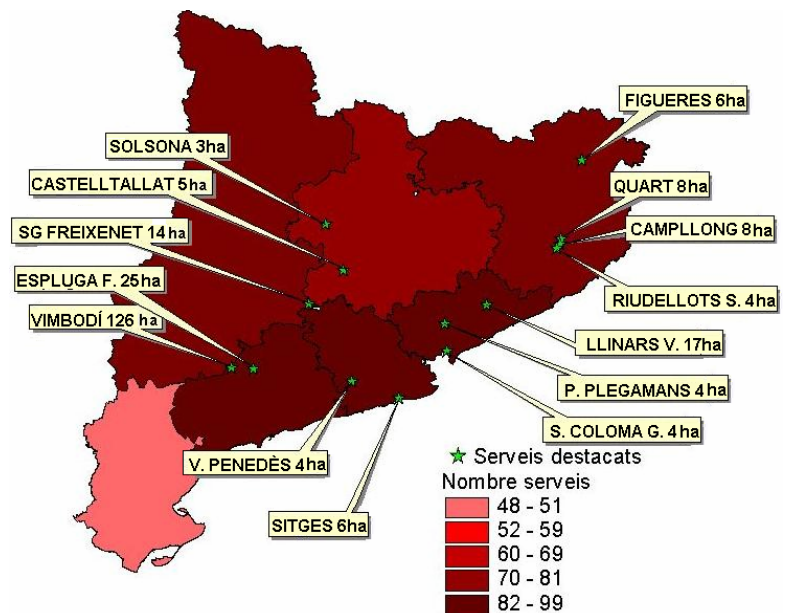 FIGUERES 6ha
SOLSONA 3ha
CASTELLTALLAT 5ha
QUART 8ha
SG FREIXENET 14ha
CAMPLLONG 8ha
ESPLUGA F. 25ha
RIUDELLOTS S. 4ha
VIMBODÍ 126 ha
LLINARS V. 17ha
P. PLEGAMANS 4ha
S. COLOMA G. 4ha
V. PENEDÈS 4ha
SITGES 6ha
Serveis destacats
Nombre serveis
48 - 51
52 - 59
60 - 69
70 - 81
82 - 99